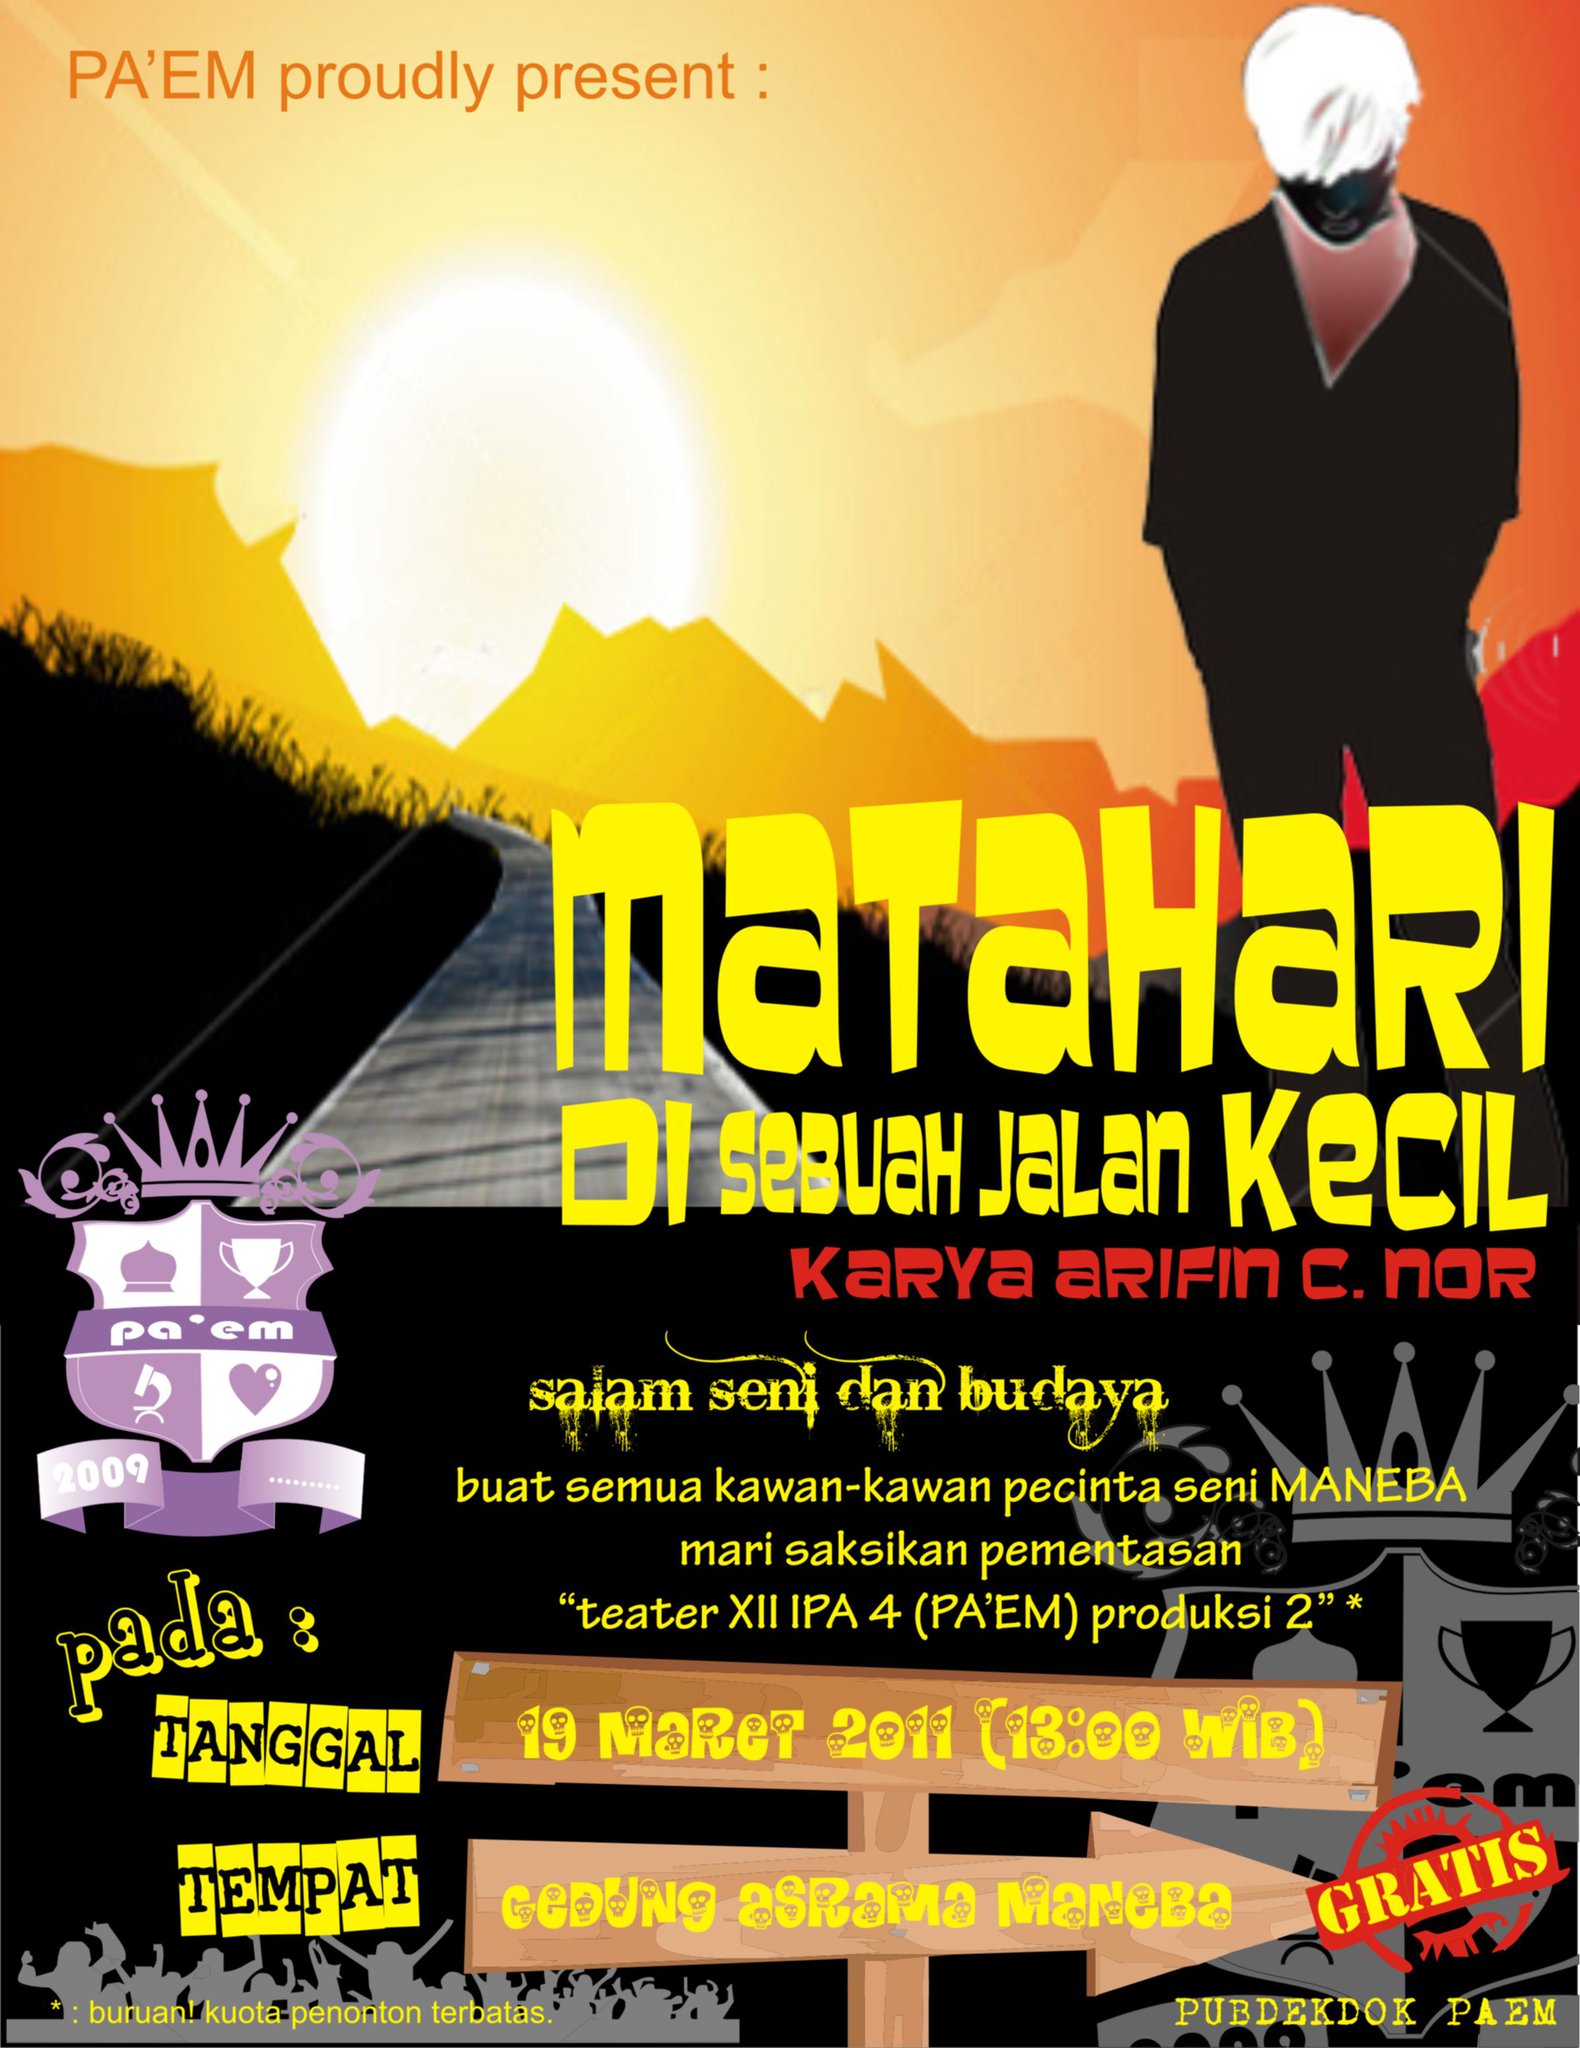 PA'EM proudly present :
MATAHARI
DI SEBUAH JALAN KECIL
KARYA ARIFIN C. NOR
pa'em
2009 .........
salam seni dan budaya
buat semua kawan-kawan pecinta seni MANEBA
mari saksikan pementasan
“teater XII IPA 4 (PA'EM) produksi 2” *
pada :
TANGGAL
19 MARET 2011 (13:00 WIB)
TEMPAT
GEDUNG ASRAMA MANEBA
GRATIS
* : buruan! kuota penonton terbatas.
PUBDEKDOK PAEM